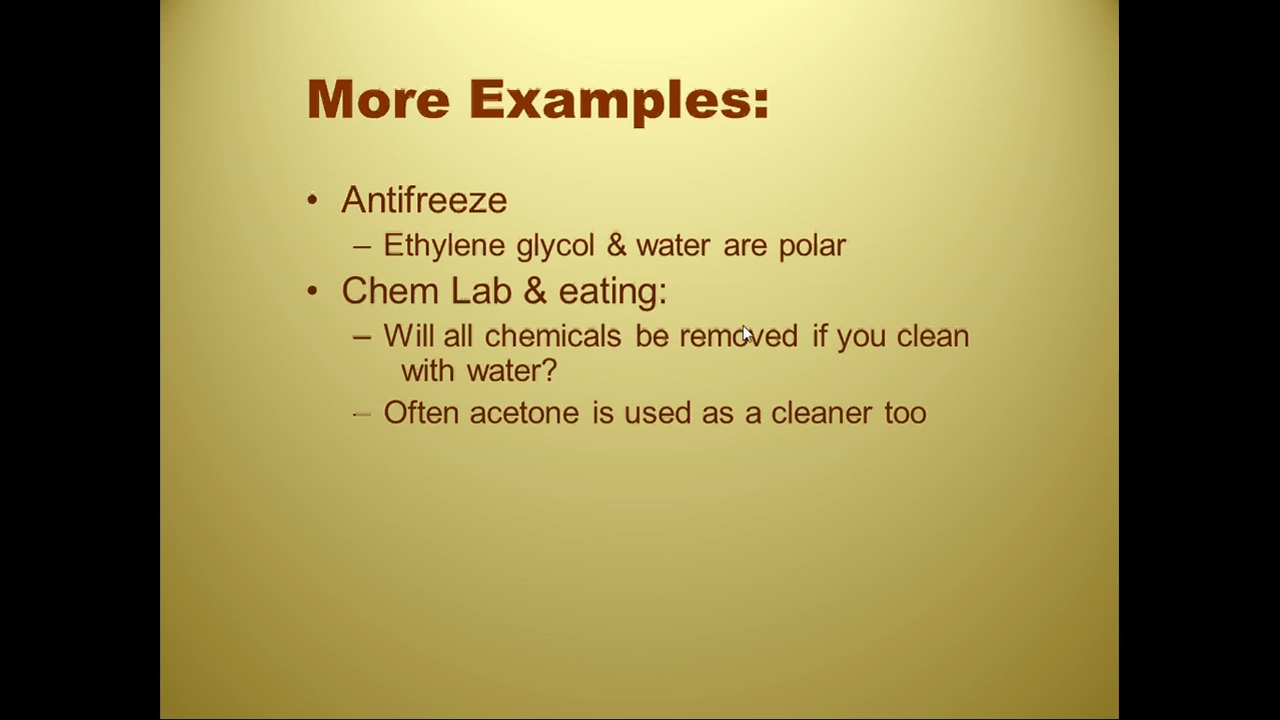 More Examples:
• Antifreeze
– Ethylene glycol & water are polar
• Chem Lab & eating:
– Will all chemicals be removed if you clean
with water?
– Often acetone is used as a cleaner too